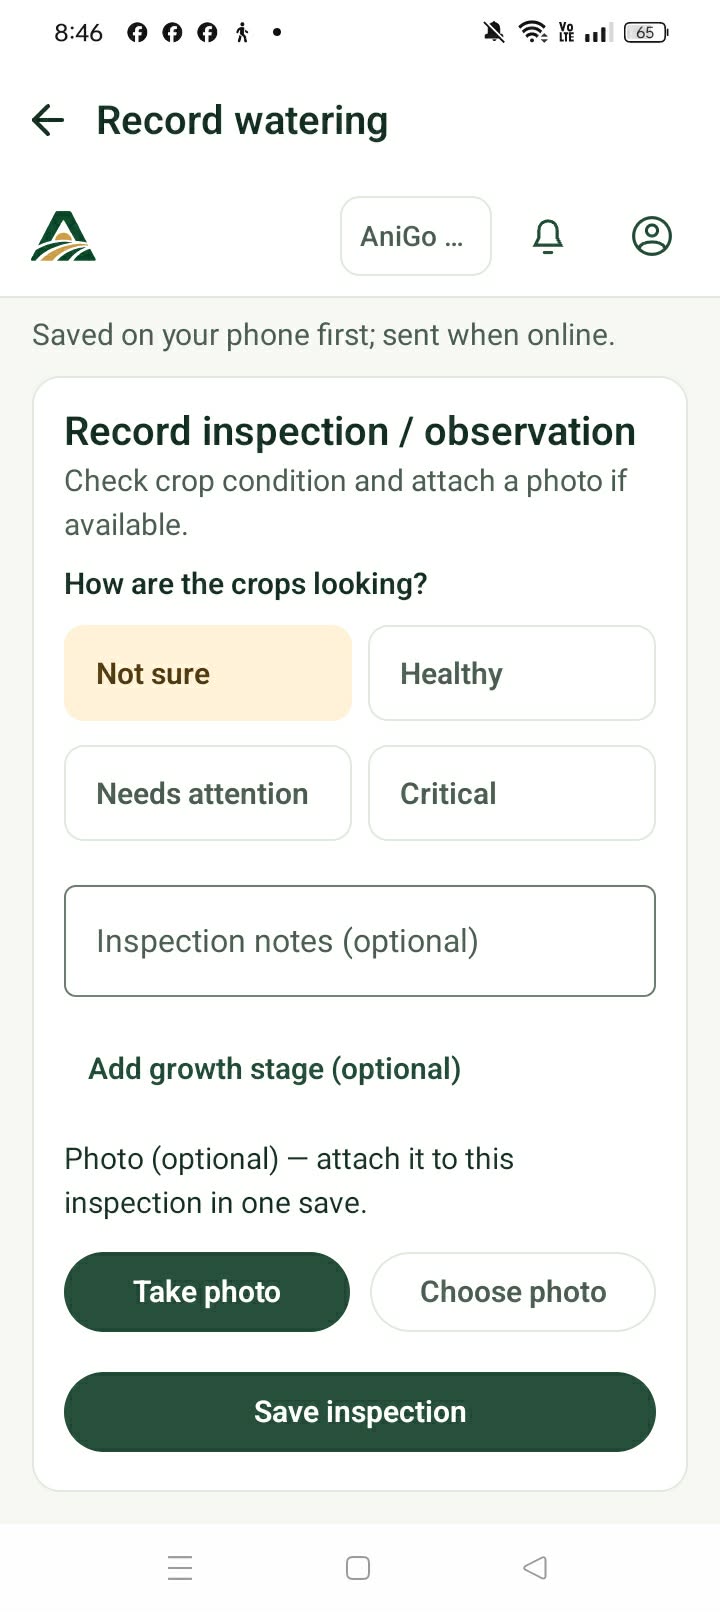 8:46
Vo
LTE
65
Record watering
AniGo ...
Saved on your phone first; sent when online.
Record inspection / observation
Check crop condition and attach a photo if
available.
How are the crops looking?
Not sure
Healthy
Needs attention
Critical
Inspection notes (optional)
Add growth stage (optional)
Photo (optional) — attach it to this
inspection in one save.
Take photo
Choose photo
Save inspection